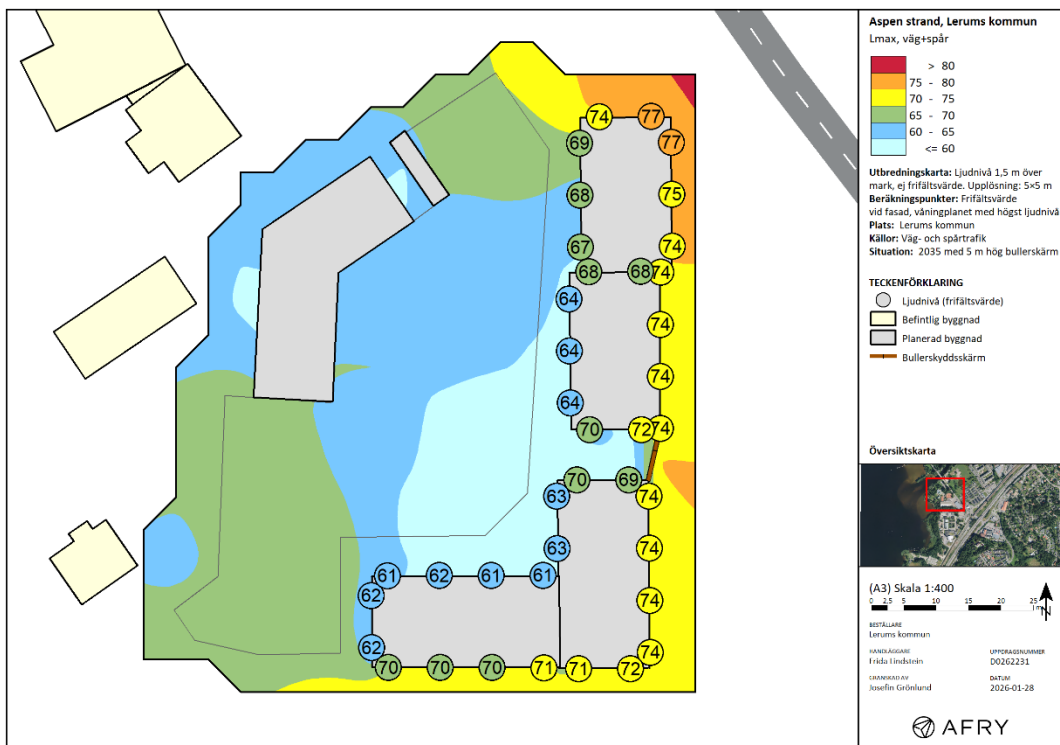 Aspen strand, Lerums kommun
Lmax, väg+spår
> 80
75 - 80
70 - 75
65 - 70
60 - 65
<= 60
Utbredningskarta: Ljudnivå 1,5 m över
mark, ej frifältsvärde. Upplösning: 5×5 m
Beräkningspunkter: Frifältsvärde
vid fasad, våningplanet med högst ljudnivå
Plats: Lerums kommun
Källor: Väg- och spårtrafik
Situation: 2035 med 5 m hög bullerskärm
TECKENFÖRKLARING
Ljudnivå (frifältsvärde)
Befintlig byggnad
Planerad byggnad
Bullerskyddsskärm
Översiktskarta
(A3) Skala 1:400
0 2,5 5 10 15 20 25
m
N
BESTÄLLARE
Lerums kommun
HANDLÄGGARE UPPDRAGSNUMMER
Frida Lindstein D0262231
GRANSKAD AV DATUM
Josefin Grönlund 2026-01-28
AFRY
74 77
69 77
68 75
67 74
68 68 74
64
74
64
74
64
70 72 74
70 69
63 74
63 74
61 62 61 61
62 74
62 74
70 70 70 71 71 72